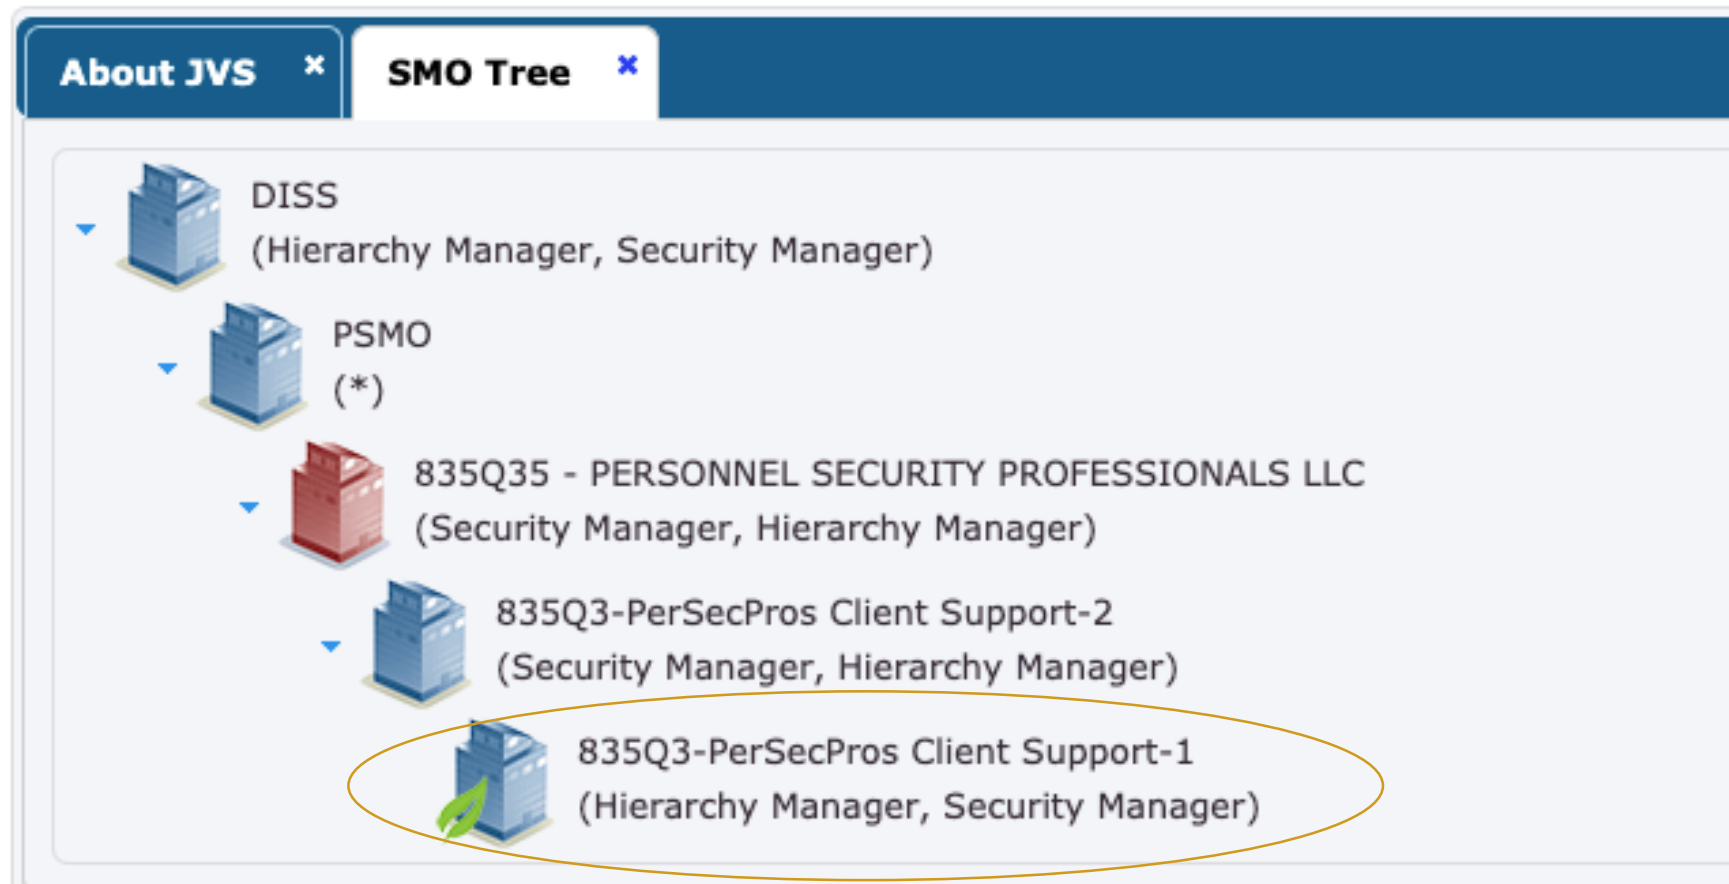 About JVS
SMO Tree
DISS
(Hierarchy Manager, Security Manager)
PSMO
(*)
835Q35 - PERSONNEL SECURITY PROFESSIONALS LLC
(Security Manager, Hierarchy Manager)
835Q3-PerSecPros Client Support-2
(Security Manager, Hierarchy Manager)
835Q3-PerSecPros Client Support-1
(Hierarchy Manager, Security Manager)